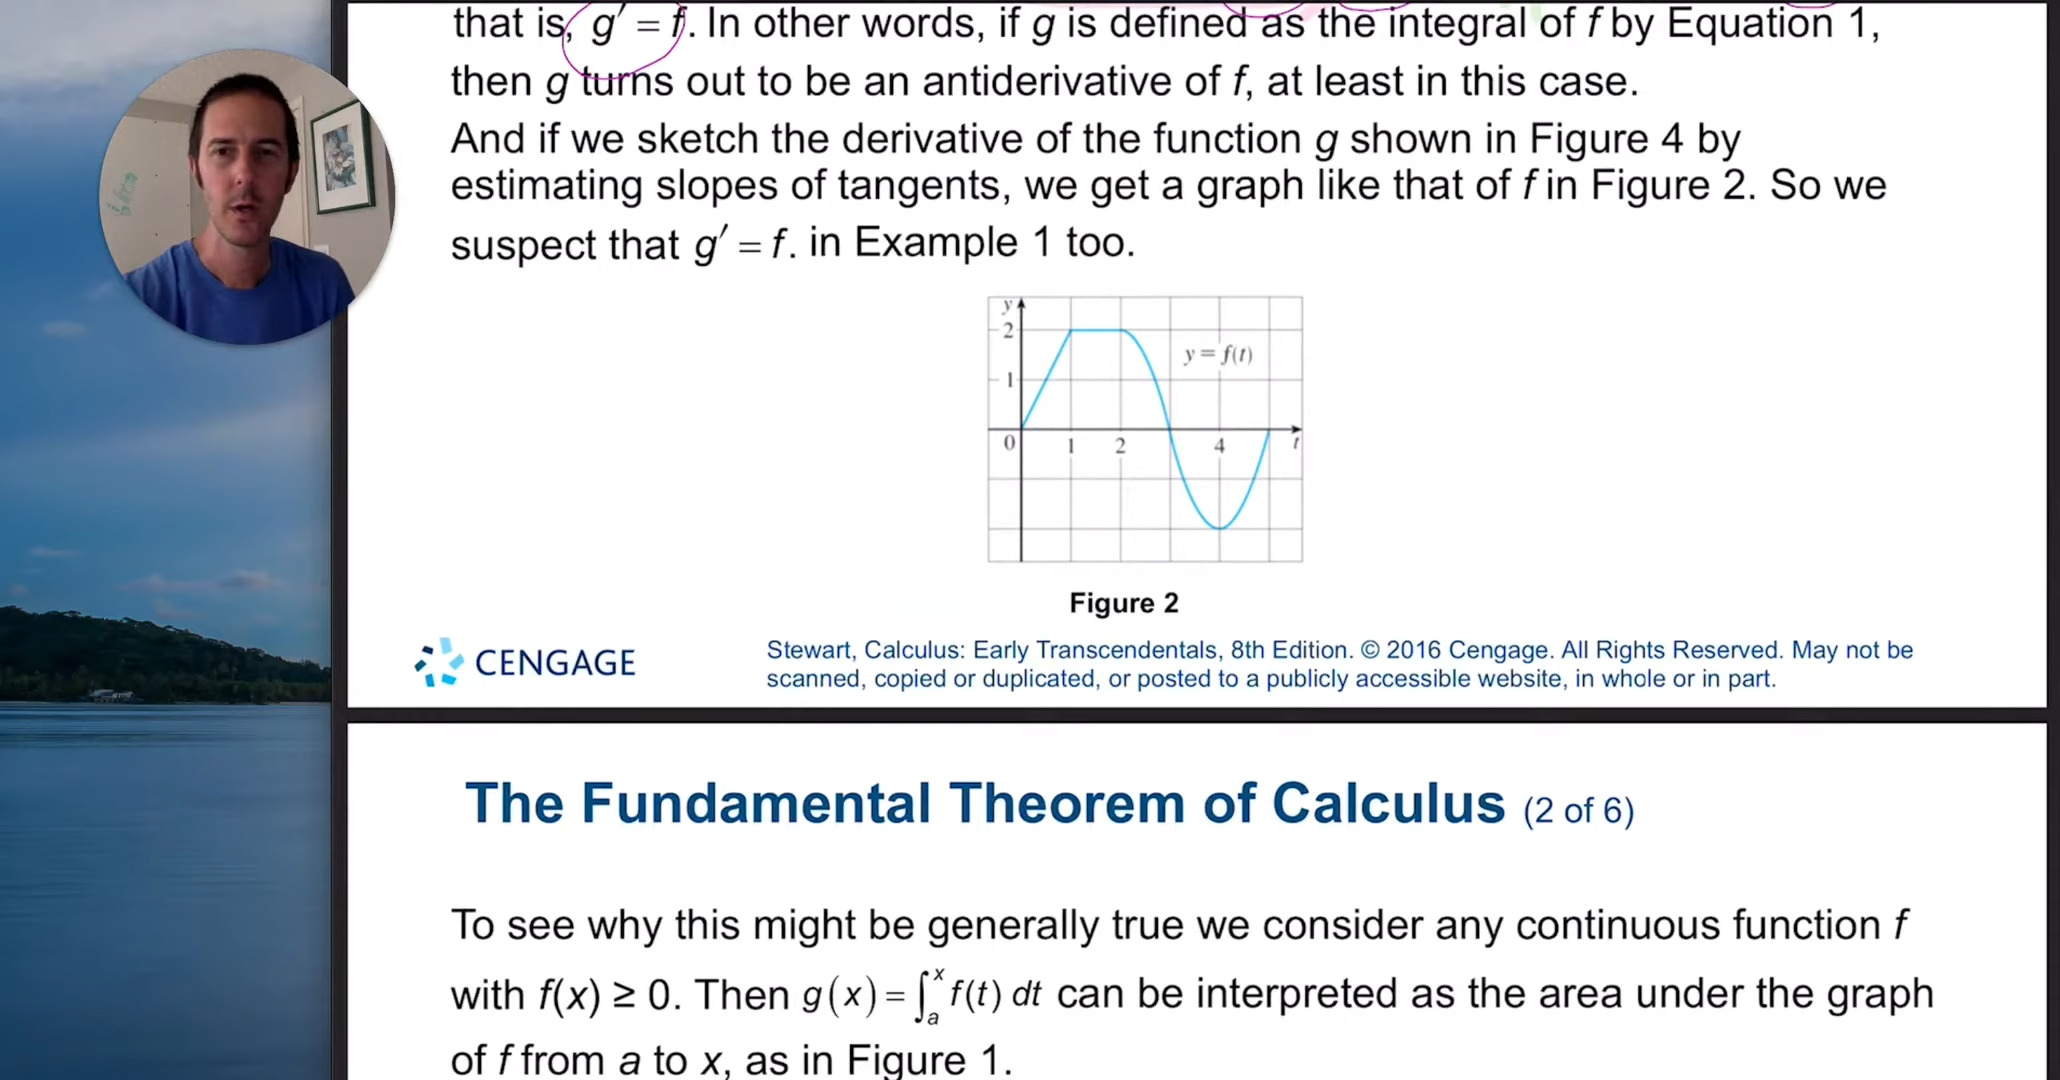 that is, g′ = f. In other words, if g is defined as the integral of f by Equation 1,
then g turns out to be an antiderivative of f, at least in this case.
And if we sketch the derivative of the function g shown in Figure 4 by
estimating slopes of tangents, we get a graph like that of f in Figure 2. So we
suspect that g′ = f. in Example 1 too.
y
2
y = f(t)
1
0 1 2 4 t
Figure 2
CENGAGE
Stewart, Calculus: Early Transcendentals, 8th Edition. © 2016 Cengage. All Rights Reserved. May not be
scanned, copied or duplicated, or posted to a publicly accessible website, in whole or in part.
The Fundamental Theorem of Calculus (2 of 6)
To see why this might be generally true we consider any continuous function f
with f(x) ≥ 0. Then g(x) = ∫ₐˣ f(t) dt can be interpreted as the area under the graph
of f from a to x, as in Figure 1.